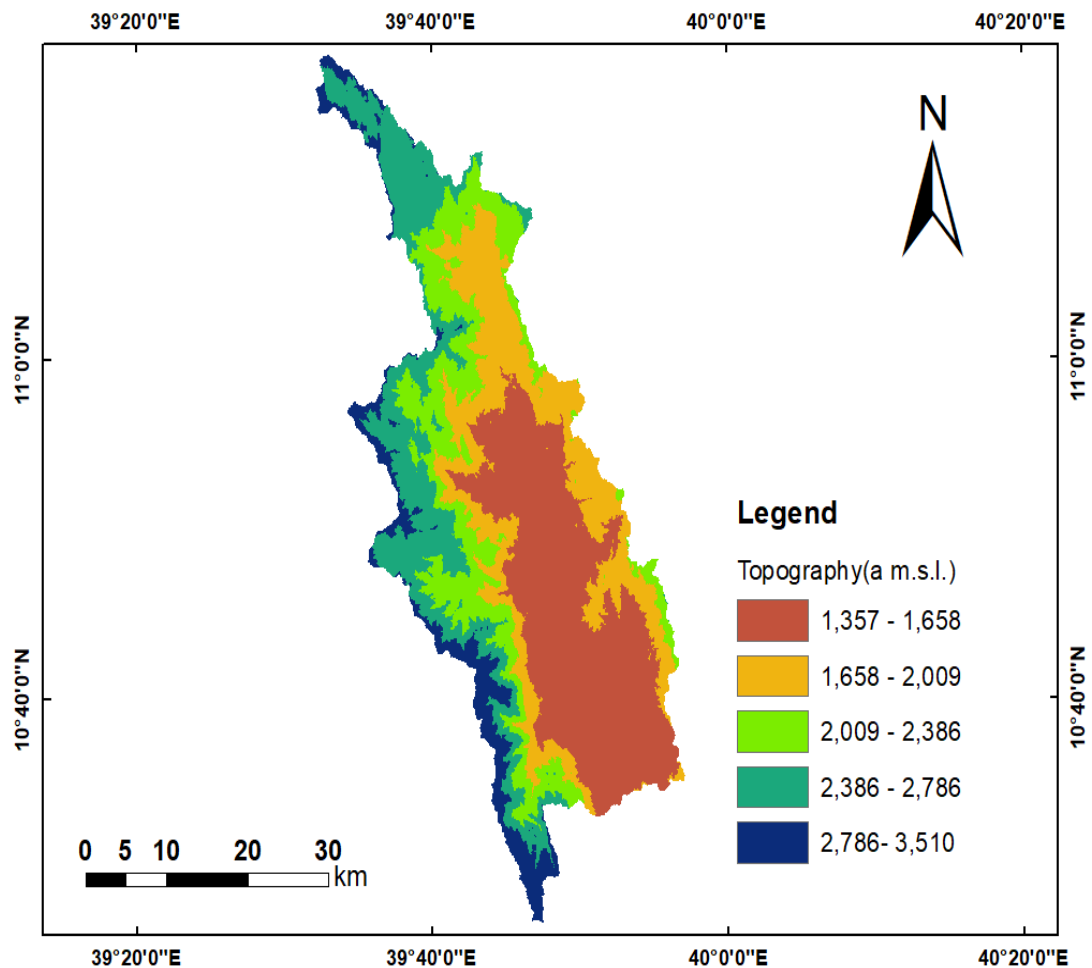 39°20'0"E 39°40'0"E 40°0'0"E 40°20'0"E
N
11°0'0"N 11°0'0"N
Legend
Topography(a m.s.l.)
1,357 - 1,658
1,658 - 2,009
10°40'0"N 10°40'0"N
2,009 - 2,386
2,386 - 2,786
2,786- 3,510
0 5 10 20 30
km
39°20'0"E 39°40'0"E 40°0'0"E 40°20'0"E